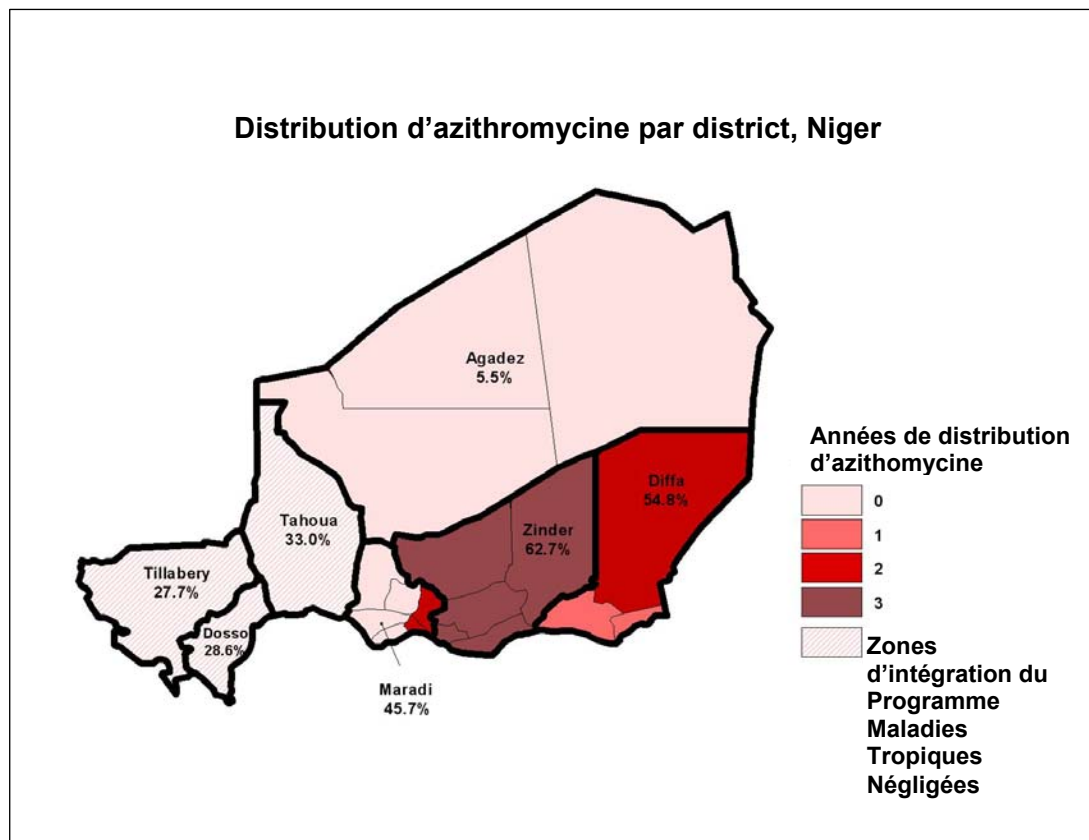 Distribution d’azithromycine par district, Niger
Agadez
5.5%
Diffa
54.8%
Zinder
62.7%
Tahoua
33.0%
Tillabery
27.7%
Dosso
28.6%
Maradi
45.7%
Années de distribution
d’azithomycine
0
1
2
3
Zones
d’intégration du
Programme
Maladies
Tropiques
Négligées